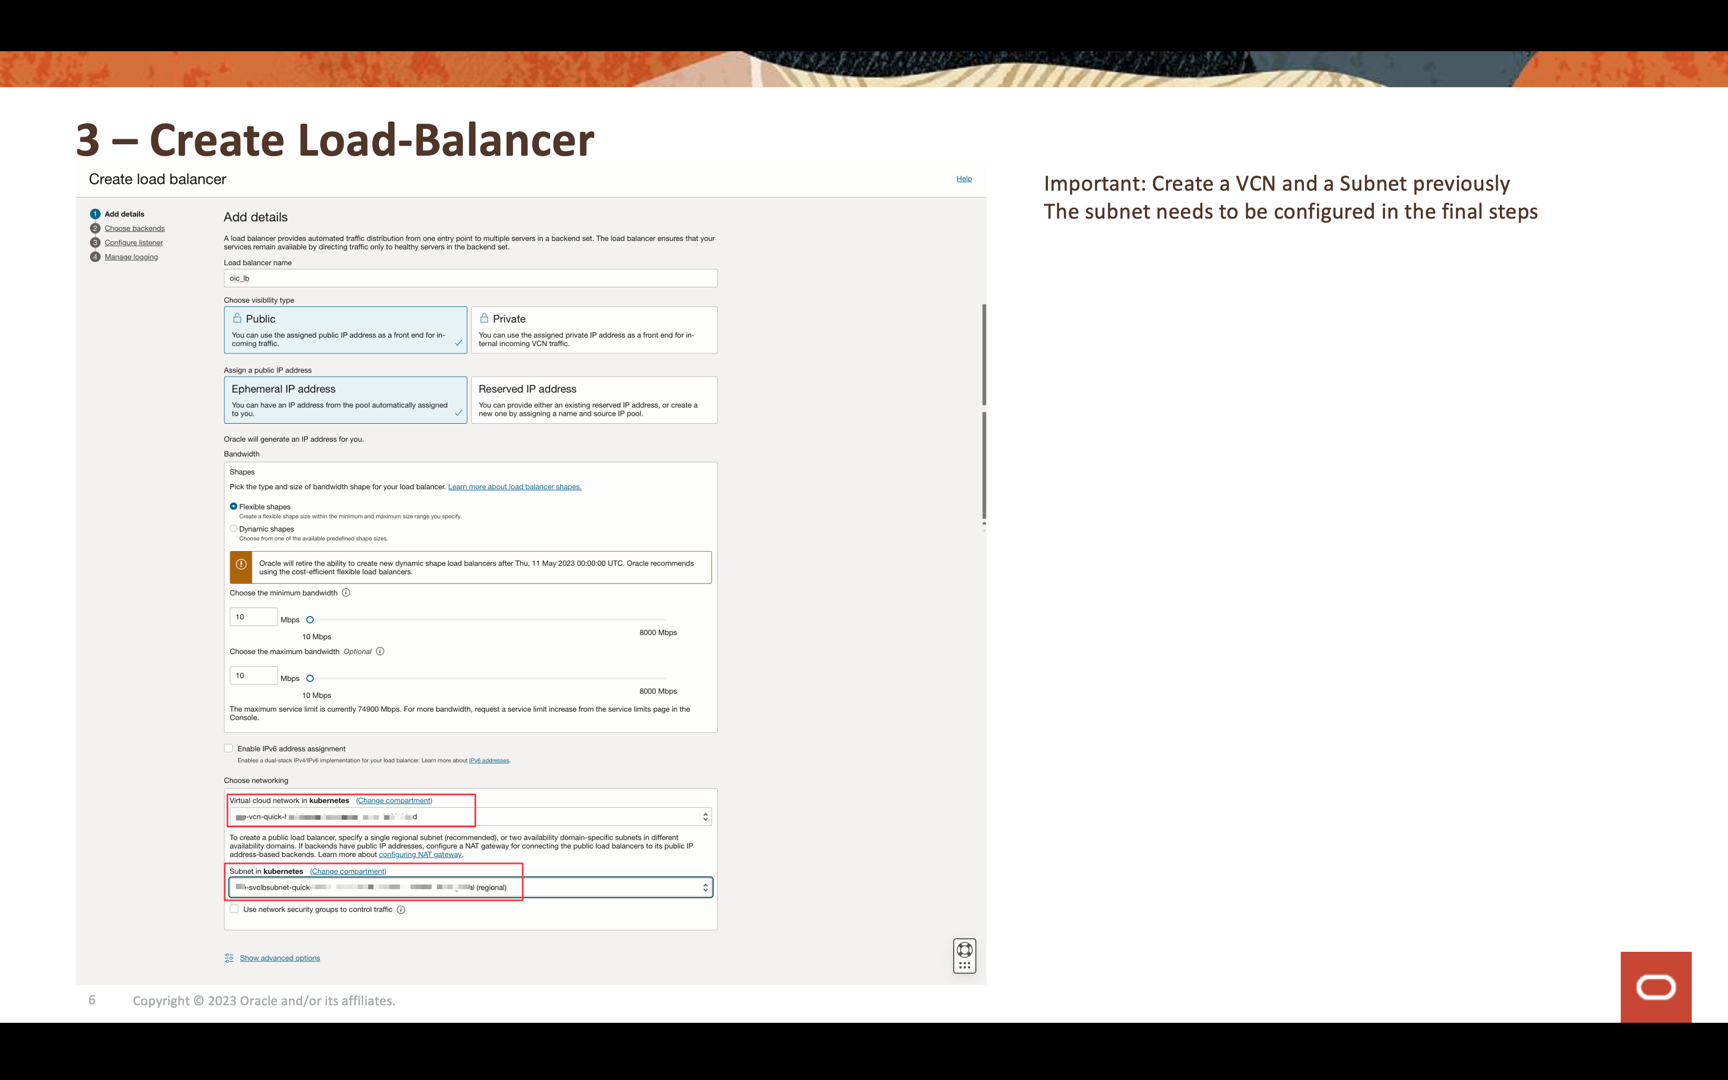 3 – Create Load-Balancer
Create load balancer
Help
1 Add details
2 Choose backends
3 Configure listener
4 Manage logging
Add details
A load balancer provides automated traffic distribution from one entry point to multiple servers in a backend set. The load balancer ensures that your
services remain available by directing traffic only to healthy servers in the backend set.
Load balancer name
oic_lb
Choose visibility type
Public
You can use the assigned public IP address as a front end for in-
coming traffic.
Private
You can use the assigned private IP address as a front end for in-
ternal incoming VCN traffic.
Assign a public IP address
Ephemeral IP address
You can have an IP address from the pool automatically assigned
to you.
Reserved IP address
You can provide either an existing reserved IP address, or create a
new one by assigning a name and source IP pool.
Oracle will generate an IP address for you.
Bandwidth
Shapes
Pick the type and size of bandwidth shape for your load balancer. Learn more about load balancer shapes.
Flexible shapes
Create a flexible shape size within the minimum and maximum size range you specify.
Dynamic shapes
Choose from one of the available predefined shape sizes.
Oracle will retire the ability to create new dynamic shape load balancers after Thu, 11 May 2023 00:00:00 UTC. Oracle recommends
using the cost-efficient flexible load balancers.
Choose the minimum bandwidth
10 Mbps
10 Mbps
8000 Mbps
Choose the maximum bandwidth Optional
10 Mbps
10 Mbps
8000 Mbps
The maximum service limit is currently 74900 Mbps. For more bandwidth, request a service limit increase from the service limits page in the
Console.
Enable IPv6 address assignment
Enables a dual-stack IPv4/IPv6 implementation for your load balancer. Learn more about IPv6 addresses.
Choose networking
Virtual cloud network in kubernetes (Change compartment)
-vcn-quick-
To create a public load balancer, specify a single regional subnet (recommended), or two availability domain-specific subnets in different
availability domains. If backends have public IP addresses, configure a NAT gateway for connecting the public load balancers to its public IP
address-based backends. Learn more about configuring NAT gateway.
Subnet in kubernetes (Change compartment)
-svclbsubnet-quick- (regional)
Use network security groups to control traffic
Show advanced options
Important: Create a VCN and a Subnet previously
The subnet needs to be configured in the final steps
6 Copyright © 2023 Oracle and/or its affiliates.